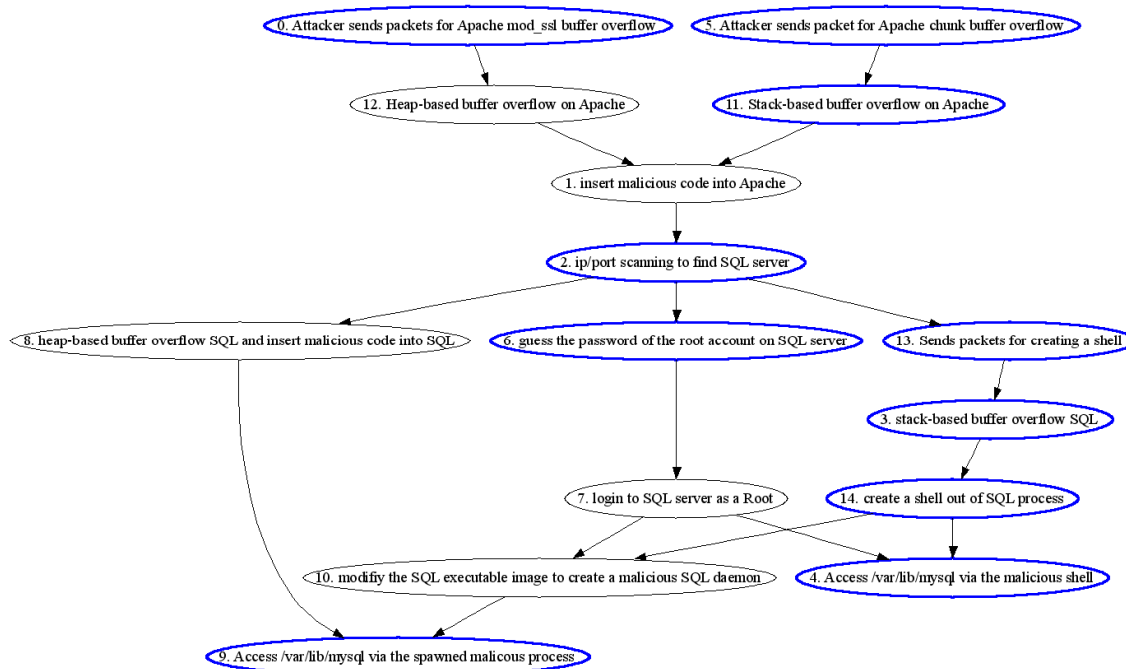 0. Attacker sends packets for Apache mod_ssl buffer overflow
5. Attacker sends packet for Apache chunk buffer overflow
12. Heap-based buffer overflow on Apache
11. Stack-based buffer overflow on Apache
1. insert malicious code into Apache
2. ip/port scanning to find SQL server
8. heap-based buffer overflow SQL and insert malicious code into SQL
6. guess the password of the root account on SQL server
13. Sends packets for creating a shell
3. stack-based buffer overflow SQL
7. login to SQL server as a Root
14. create a shell out of SQL process
10. modifiy the SQL executable image to create a malicious SQL daemon
4. Access /var/lib/mysql via the malicious shell
9. Access /var/lib/mysql via the spawned malicous process